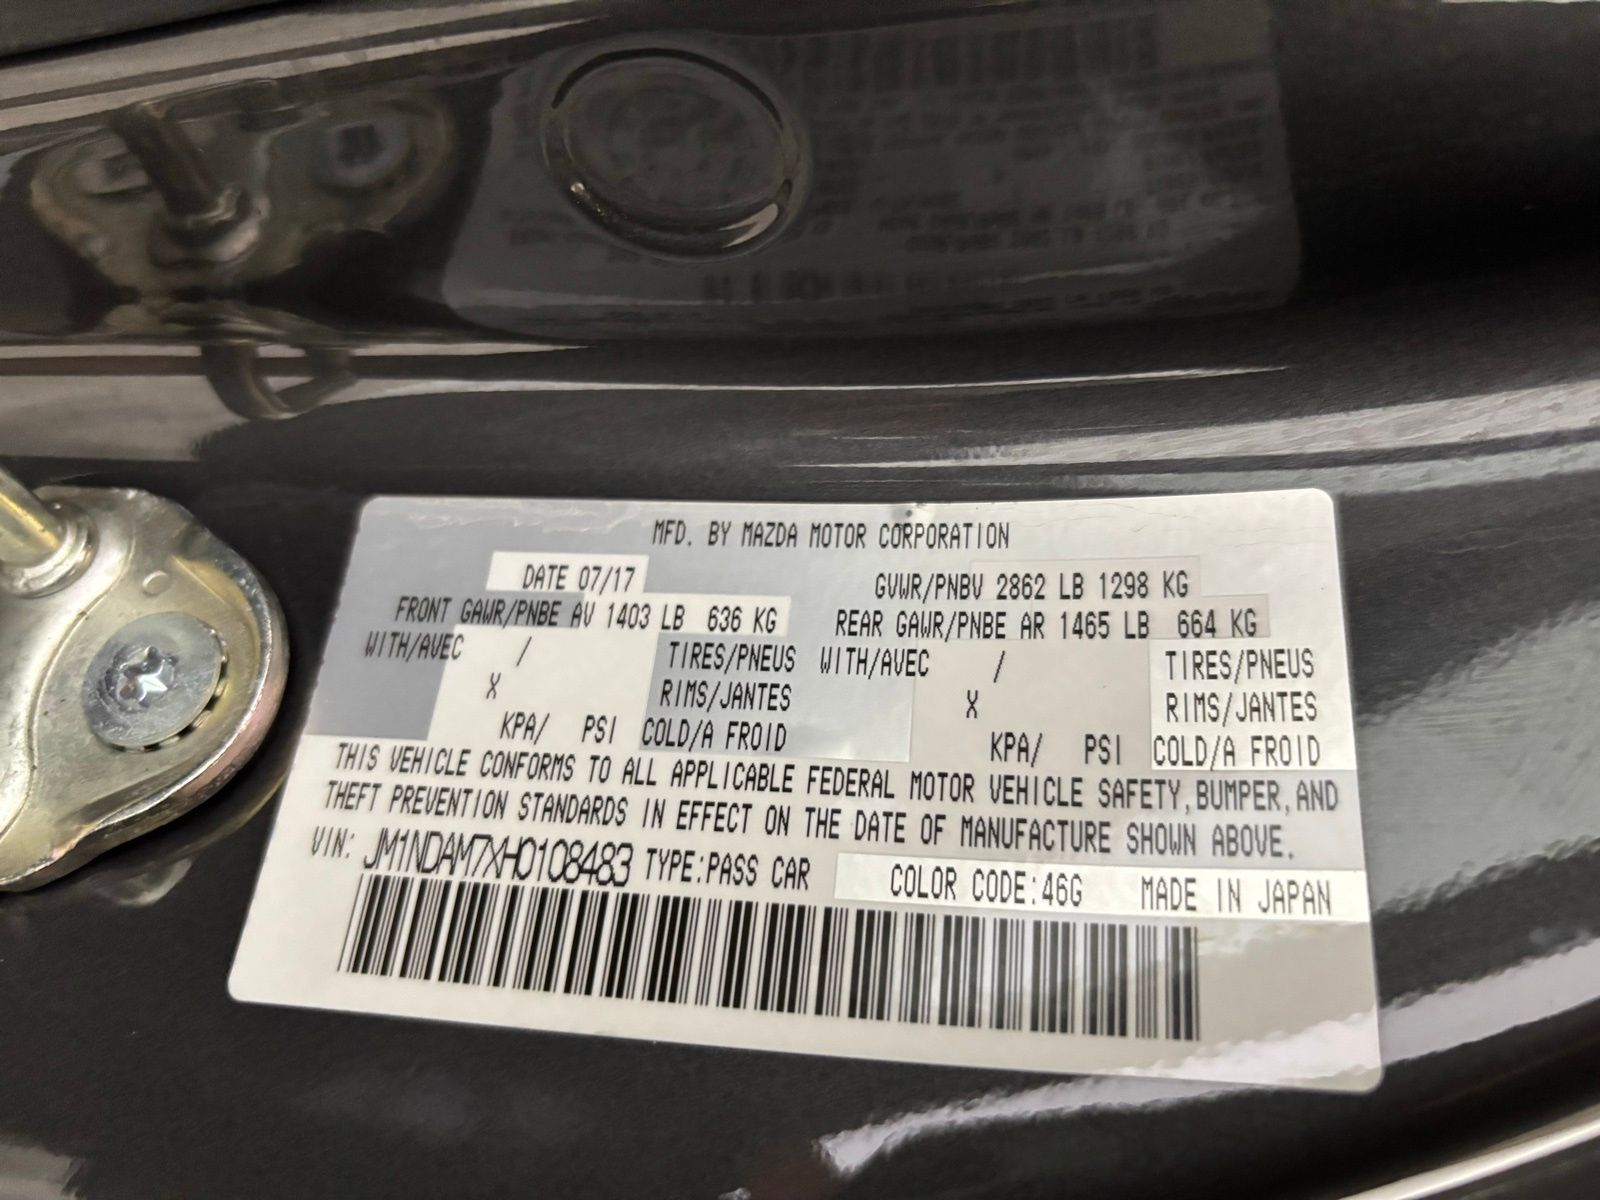 MFD. BY MAZDA MOTOR CORPORATION
DATE 07/17 GVWR/PNBV 2862 LB 1298 KG
FRONT GAWR/PNBE AV 1403 LB 636 KG REAR GAWR/PNBE AR 1465 LB 664 KG
WITH/AVEC / TIRES/PNEUS WITH/AVEC / TIRES/PNEUS
X RIMS/JANTES X RIMS/JANTES
KPA/ PSI COLD/A FROID KPA/ PSI COLD/A FROID
THIS VEHICLE CONFORMS TO ALL APPLICABLE FEDERAL MOTOR VEHICLE SAFETY, BUMPER, AND
THEFT PREVENTION STANDARDS IN EFFECT ON THE DATE OF MANUFACTURE SHOWN ABOVE.
VIN: JM1NDAM7XH0108483 TYPE:PASS CAR COLOR CODE:46G MADE IN JAPAN